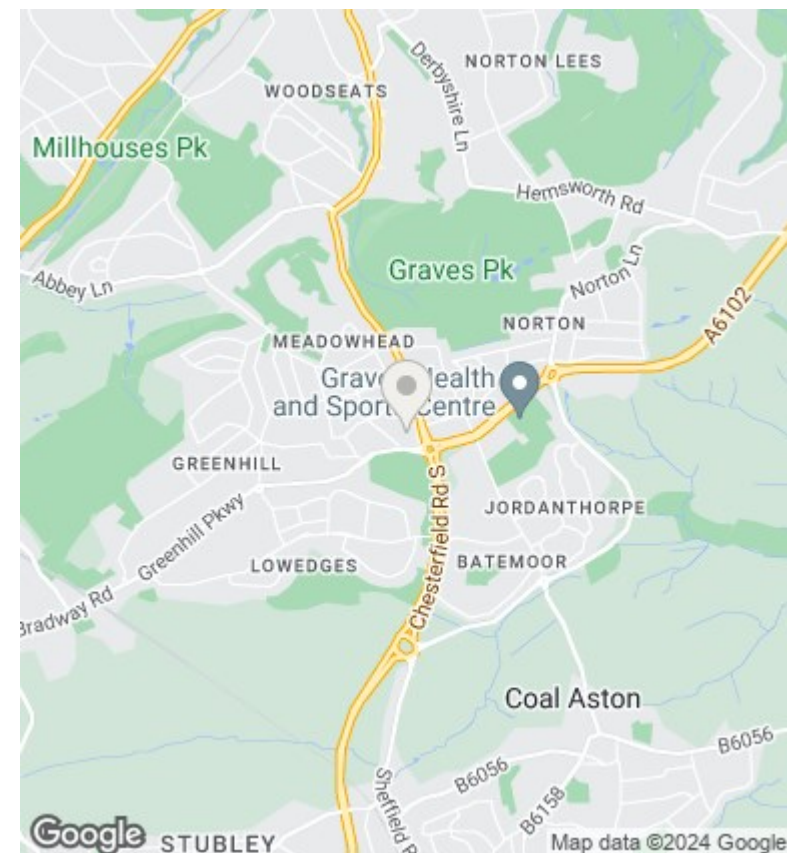 NORTON LEES
Derbyshire Ln
WOODSEATS
Millhouses Pk
Hemsworth Rd
Graves Pk
Norton Ln
Abbey Ln
A6102
NORTON
MEADOWHEAD
Health
and Centre
GREENHILL
Chesterfield Rd S
JORDANTHORPE
Greenhill Pkwy
BATEMOOR
LOWEDGES
Bradway Rd
Coal Aston
B6056
B6056
Sheffield
B6158
Google
STUBLEY
Map data ©2024 Google